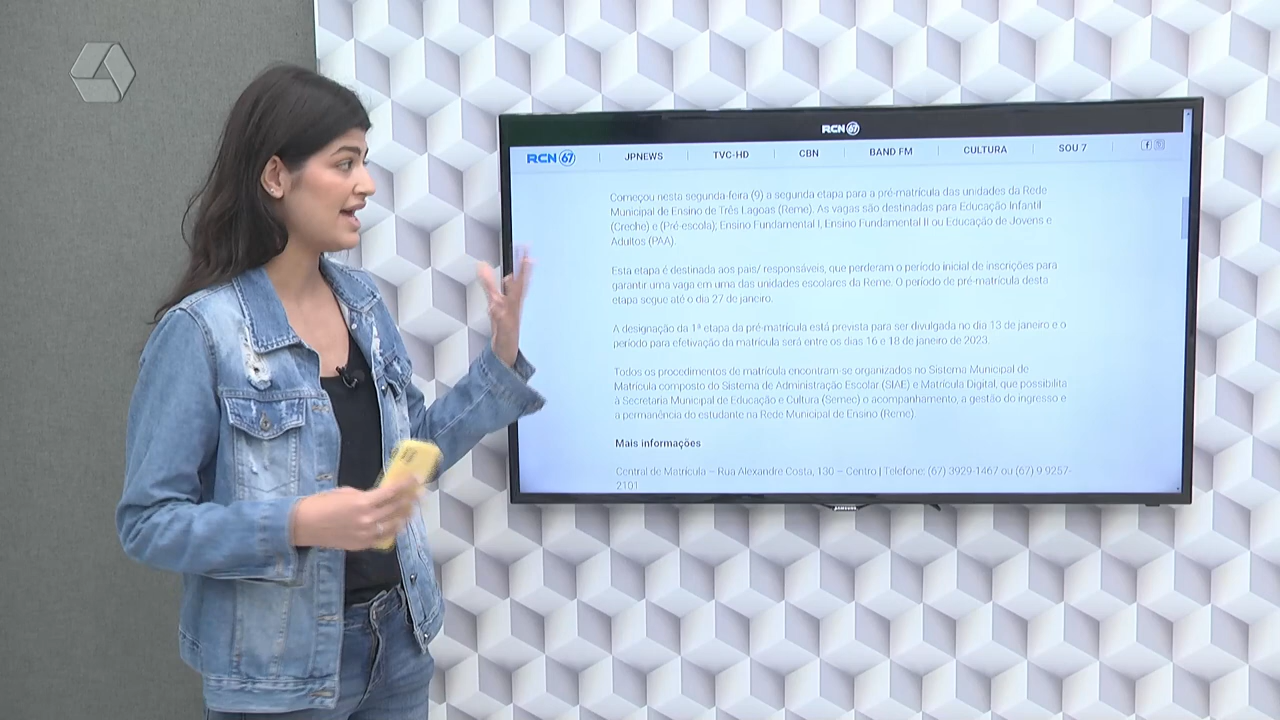 RCN 67
RCN 67 JPNEWS TVC-HD CBN BAND FM CULTURA SOU 7
Começou nesta segunda-feira (9) a segunda etapa para a pré-matrícula das unidades da Rede
Municipal de Ensino de Três Lagoas (Reme). As vagas são destinadas para Educação Infantil
(Creche) e (Pré-escola); Ensino Fundamental I, Ensino Fundamental II ou Educação de Jovens e
Adultos (PAA).
Esta etapa é destinada aos pais/ responsáveis, que perderam o período inicial de inscrições para
garantir uma vaga em uma das unidades escolares da Reme. O período de pré-matrícula desta
etapa segue até o dia 27 de janeiro.
A designação da 1ª etapa da pré-matrícula está prevista para ser divulgada no dia 13 de janeiro e o
período para efetivação da matrícula será entre os dias 16 e 18 de janeiro de 2023.
Todos os procedimentos de matrícula encontram-se organizados no Sistema Municipal de
Matrícula composto do Sistema de Administração Escolar (SIAE) e Matrícula Digital, que possibilita
à Secretaria Municipal de Educação e Cultura (Semec) o acompanhamento, a gestão do ingresso e
a permanência do estudante na Rede Municipal de Ensino (Reme).
Mais informações
Central de Matrícula – Rua Alexandre Costa, 130 – Centro | Telefone: (67) 3929-1467 ou (67) 9 9257-
2101
SAMSUNG